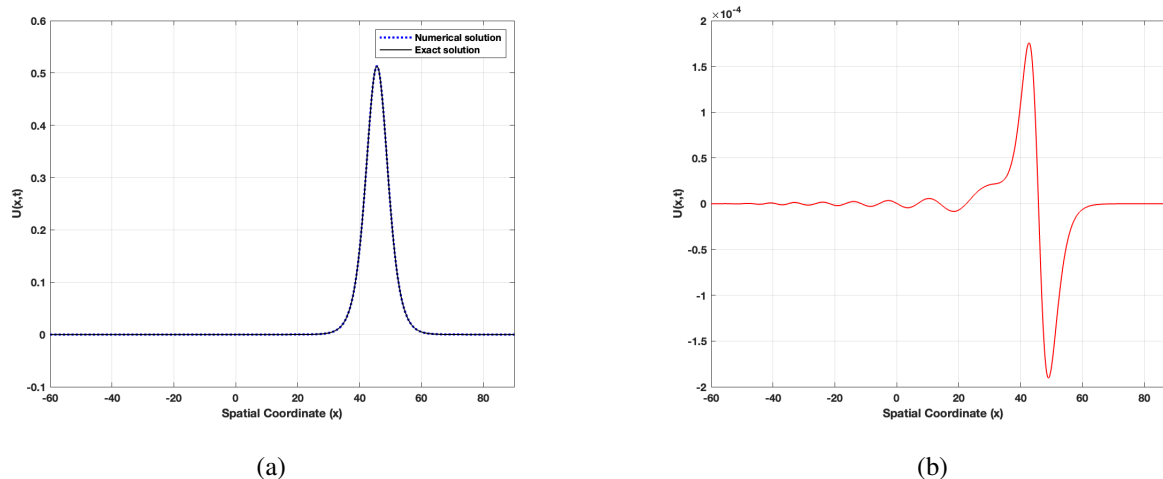 0.6
0.5
0.4
0.3
0.2
0.1
0
-0.1
U(x,t)
-60 -40 -20 0 20 40 60 80
Spatial Coordinate (x)
Numerical solution
Exact solution
(a)
×10⁻⁴
2
1.5
1
0.5
0
-0.5
-1
-1.5
-2
U(x,t)
-60 -40 -20 0 20 40 60 80
Spatial Coordinate (x)
(b)